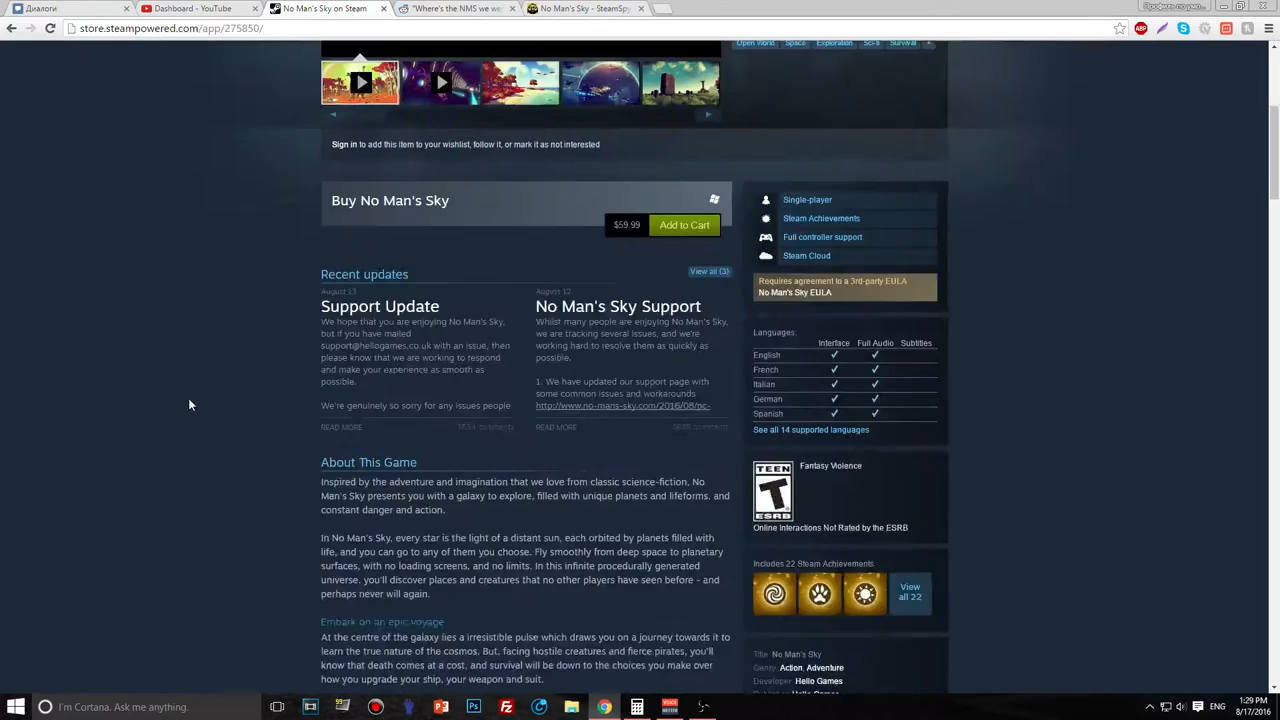 Диалоги
Dashboard - YouTube
No Man's Sky on Steam
"Where's the NMS we we
No Man's Sky - SteamSpy
store.steampowered.com/app/275850/
Open World Space Exploration Sci-fi Survival +
Sign in to add this item to your wishlist, follow it, or mark it as not interested
Buy No Man's Sky
$59.99 Add to Cart
Recent updates
View all (3)
August 13
Support Update
We hope that you are enjoying No Man's Sky,
but if you have mailed
support@hellogames.co.uk with an issue, then
please know that we are working to respond
and make your experience as smooth as
possible.
We're genuinely so sorry for any issues people
READ MORE
comments
August 12
No Man's Sky Support
Whilst many people are enjoying No Man's Sky,
we are tracking several issues, and we're
working hard to resolve them as quickly as
possible.
1. We have updated our support page with
some common issues and workarounds
http://www.no-mans-sky.com/2016/08/pc-
READ MORE
comments
About This Game
Inspired by the adventure and imagination that we love from classic science-fiction, No
Man's Sky presents you with a galaxy to explore, filled with unique planets and lifeforms, and
constant danger and action.
In No Man's Sky, every star is the light of a distant sun, each orbited by planets filled with
life, and you can go to any of them you choose. Fly smoothly from deep space to planetary
surfaces, with no loading screens, and no limits. In this infinite procedurally generated
universe, you'll discover places and creatures that no other players have seen before - and
perhaps never will again.
Embark on an epic voyage
At the centre of the galaxy lies a irresistible pulse which draws you on a journey towards it to
learn the true nature of the cosmos. But, facing hostile creatures and fierce pirates, you'll
know that death comes at a cost, and survival will be down to the choices you make over
how you upgrade your ship, your weapon and suit.
Single-player
Steam Achievements
Full controller support
Steam Cloud
Requires agreement to a 3rd-party EULA
No Man's Sky EULA
Languages:
Interface Full Audio Subtitles
English
French
Italian
German
Spanish
See all 14 supported languages
TEEN
T
ESRB
Fantasy Violence
Online Interactions Not Rated by the ESRB
Includes 22 Steam Achievements
View
all 22
Title: No Man's Sky
Genre: Action, Adventure
Developer: Hello Games
Publisher: Hello Games
I'm Cortana. Ask me anything.
ENG
1:29 PM
8/17/2016